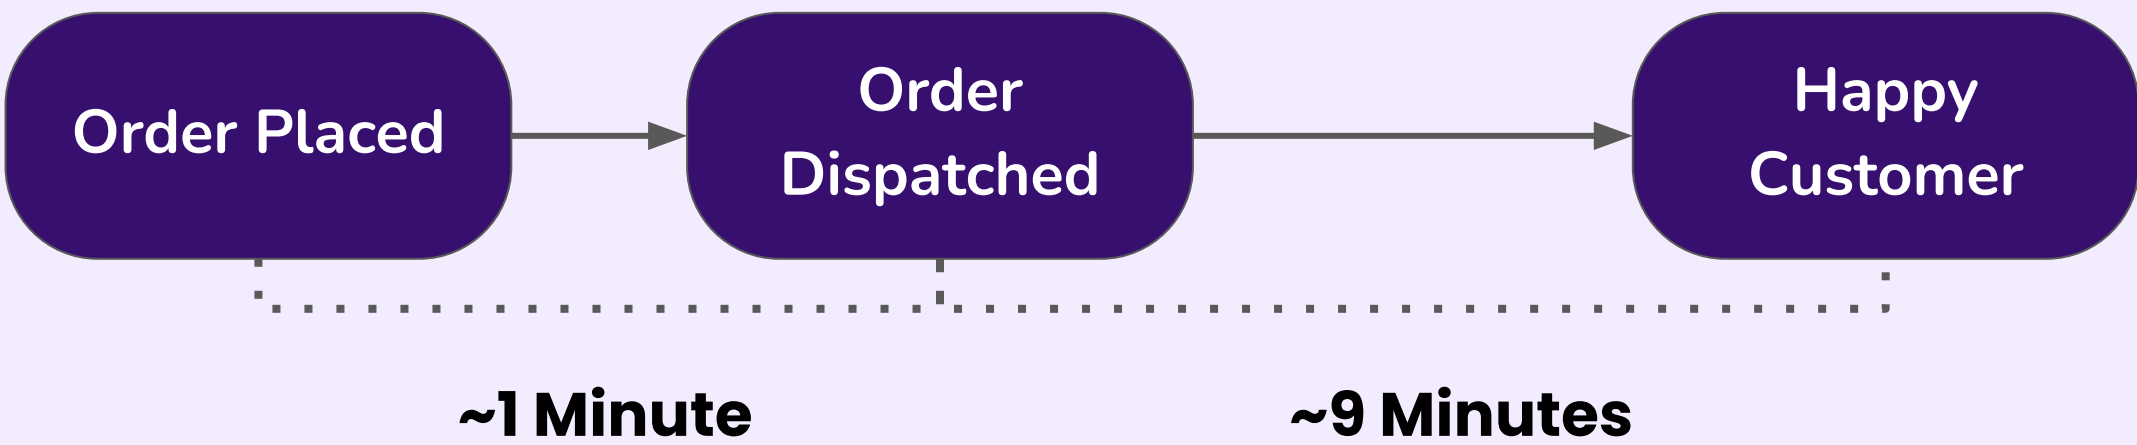 Order Placed
Order
Dispatched
Happy
Customer
~1 Minute
~9 Minutes